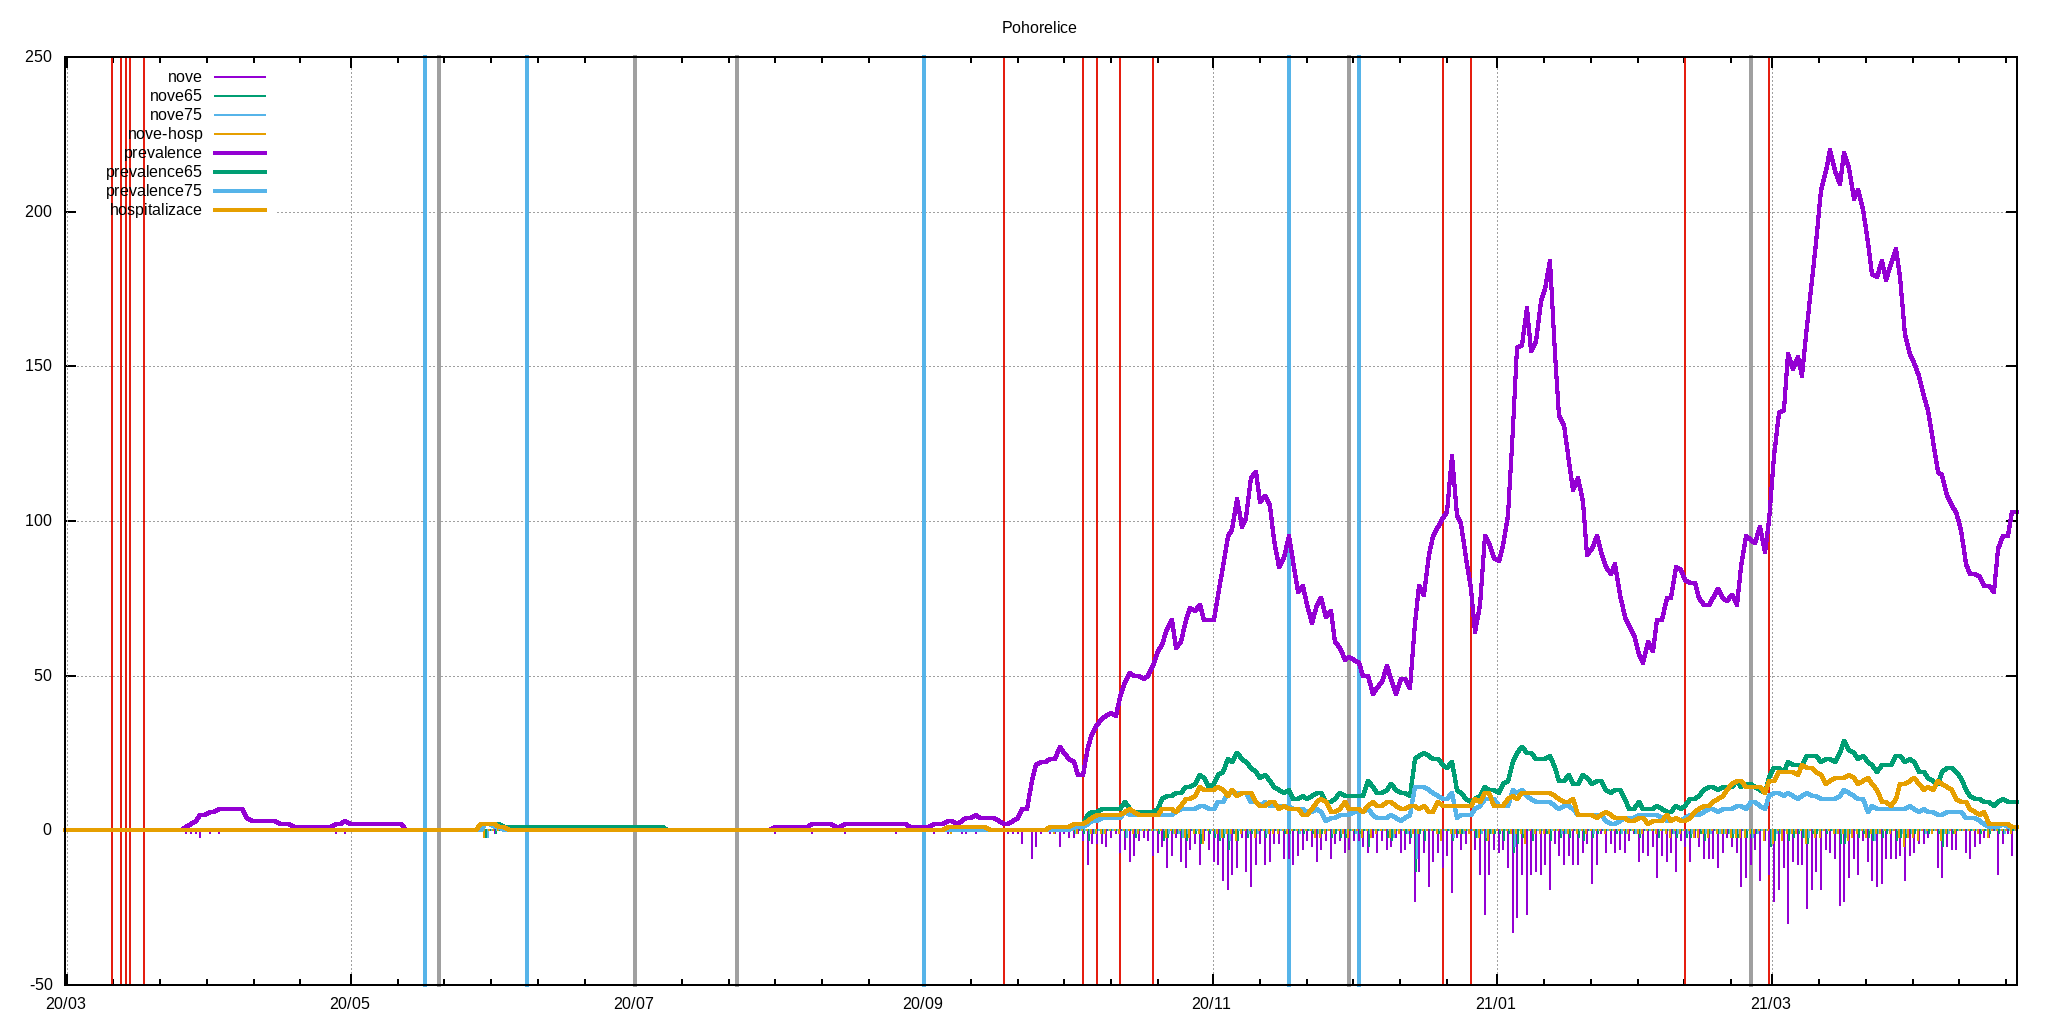 Pohorelice
250
200
150
100
50
0
-50
nove
nove65
nove75
nove-hosp
prevalence
prevalence65
prevalence75
hospitalizace
20/03 20/05 20/07 20/09 20/11 21/01 21/03